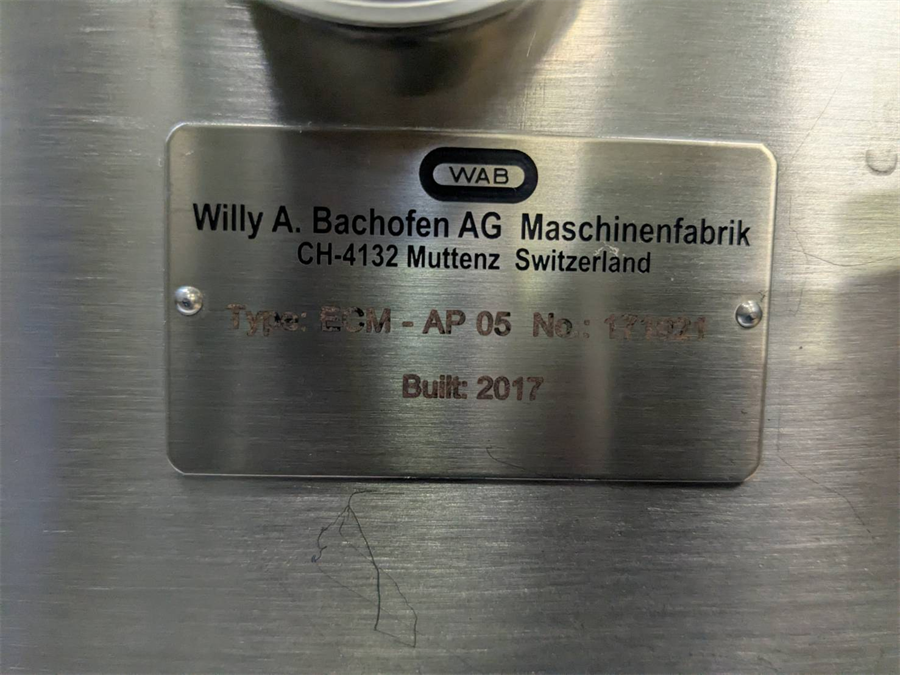 WAB
Willy A. Bachofen AG Maschinenfabrik
CH-4132 Muttenz Switzerland
Type: ECM - AP 05 No.:
Built: 2017